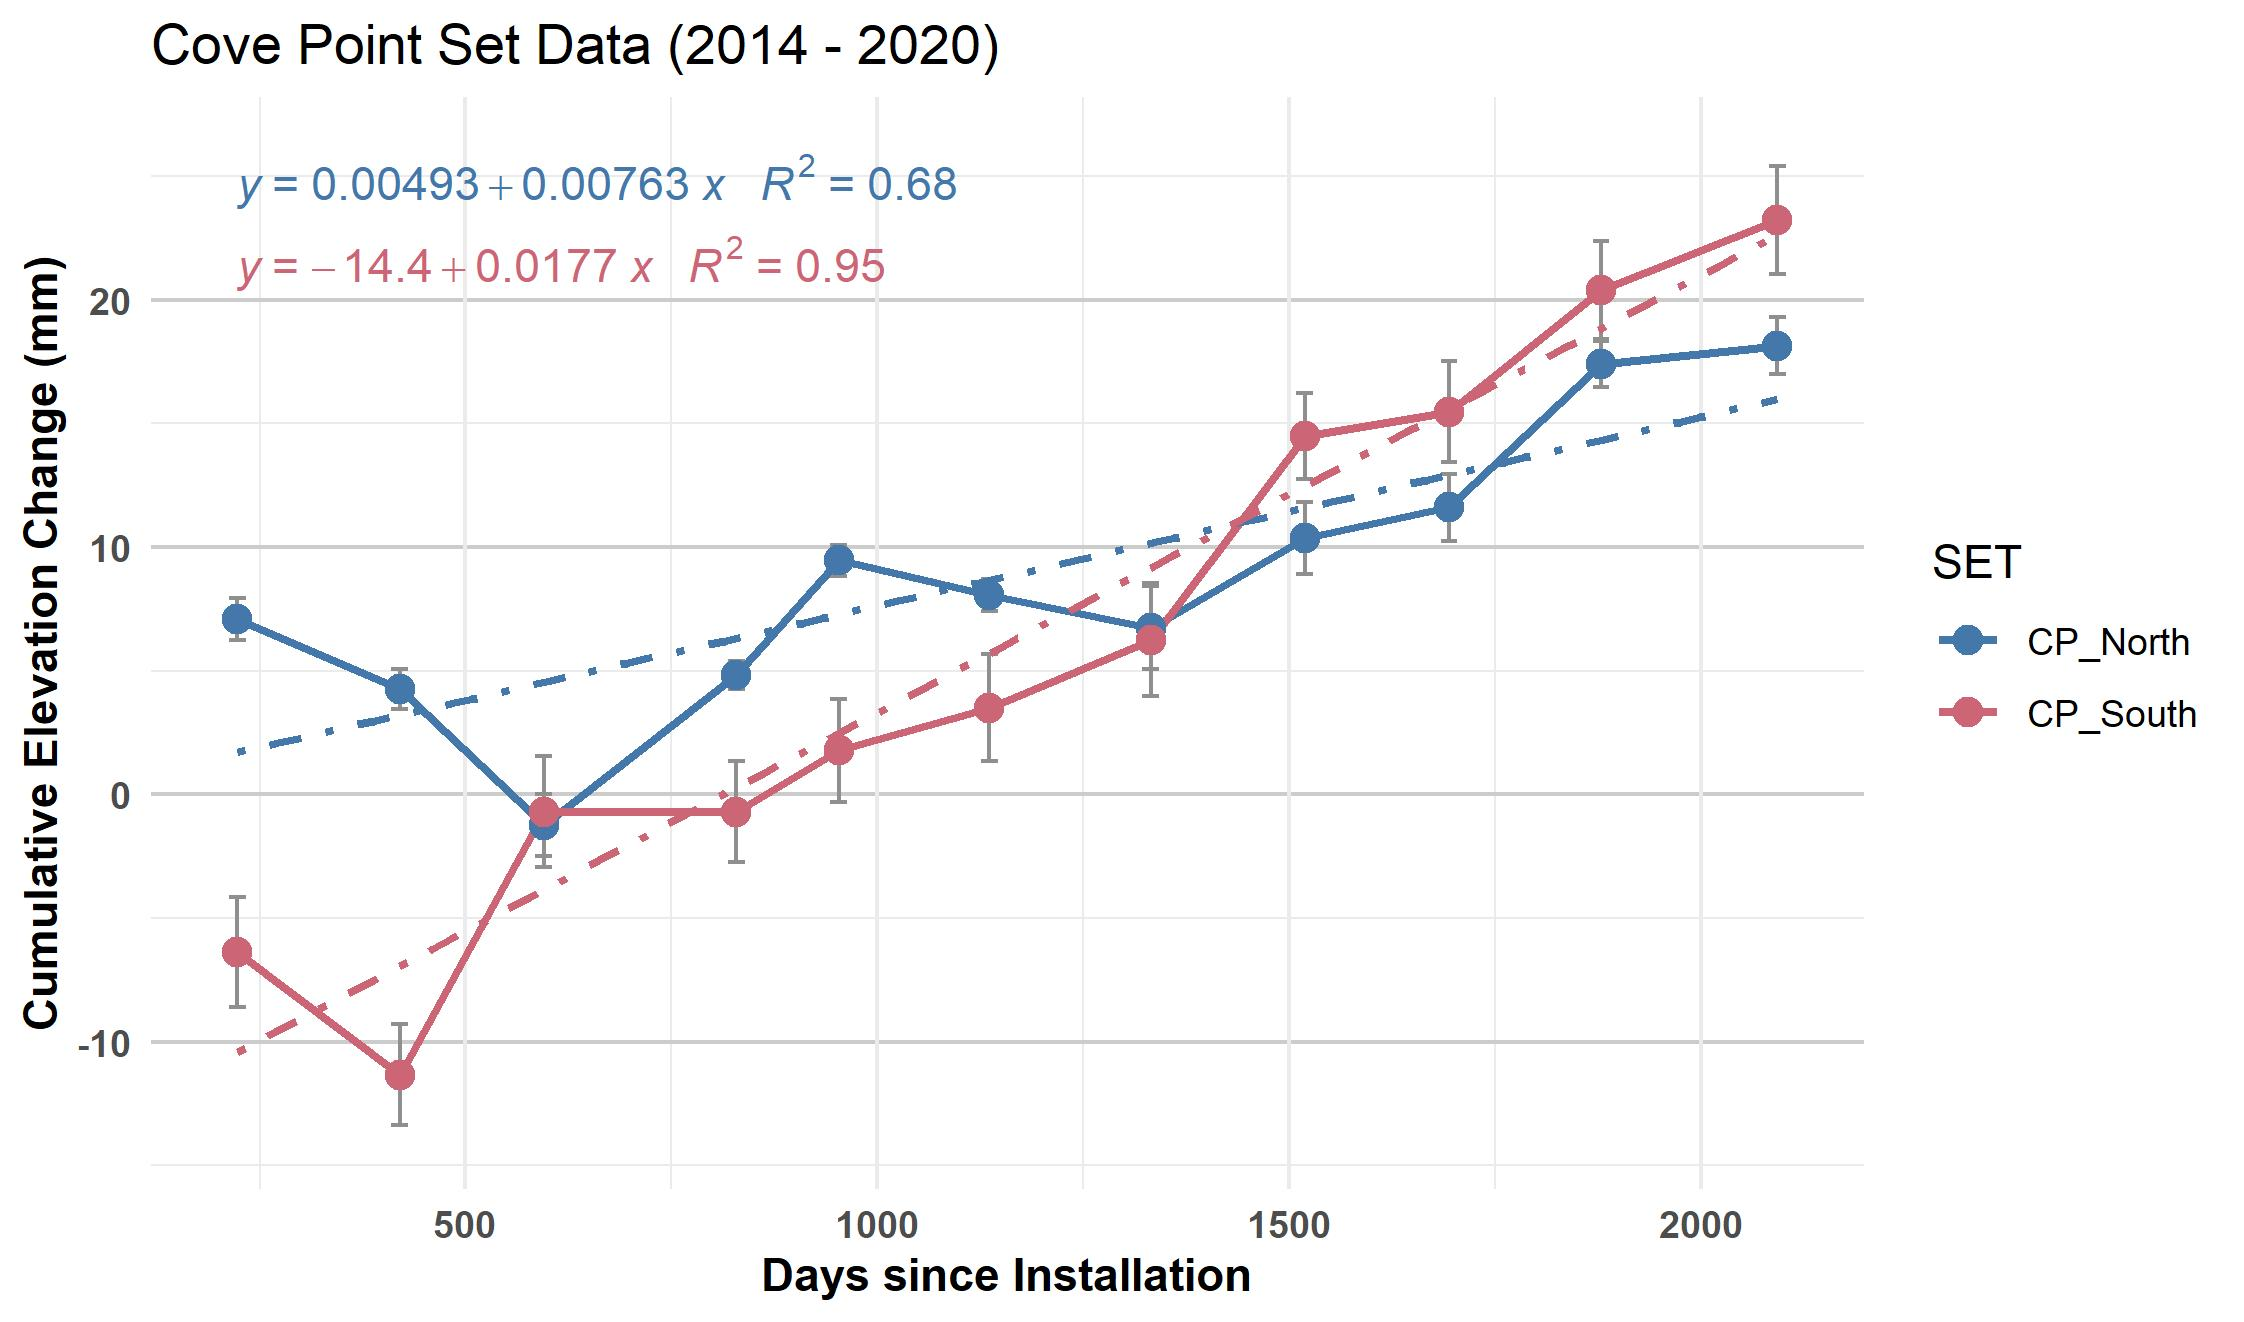 Cove Point Set Data (2014 - 2020)
y = 0.00493 + 0.00763 x R² = 0.68
y = − 14.4 + 0.0177 x R² = 0.95
Cumulative Elevation Change (mm)
20
10
0
-10
500 1000 1500 2000
Days since Installation
SET
CP_North
CP_South